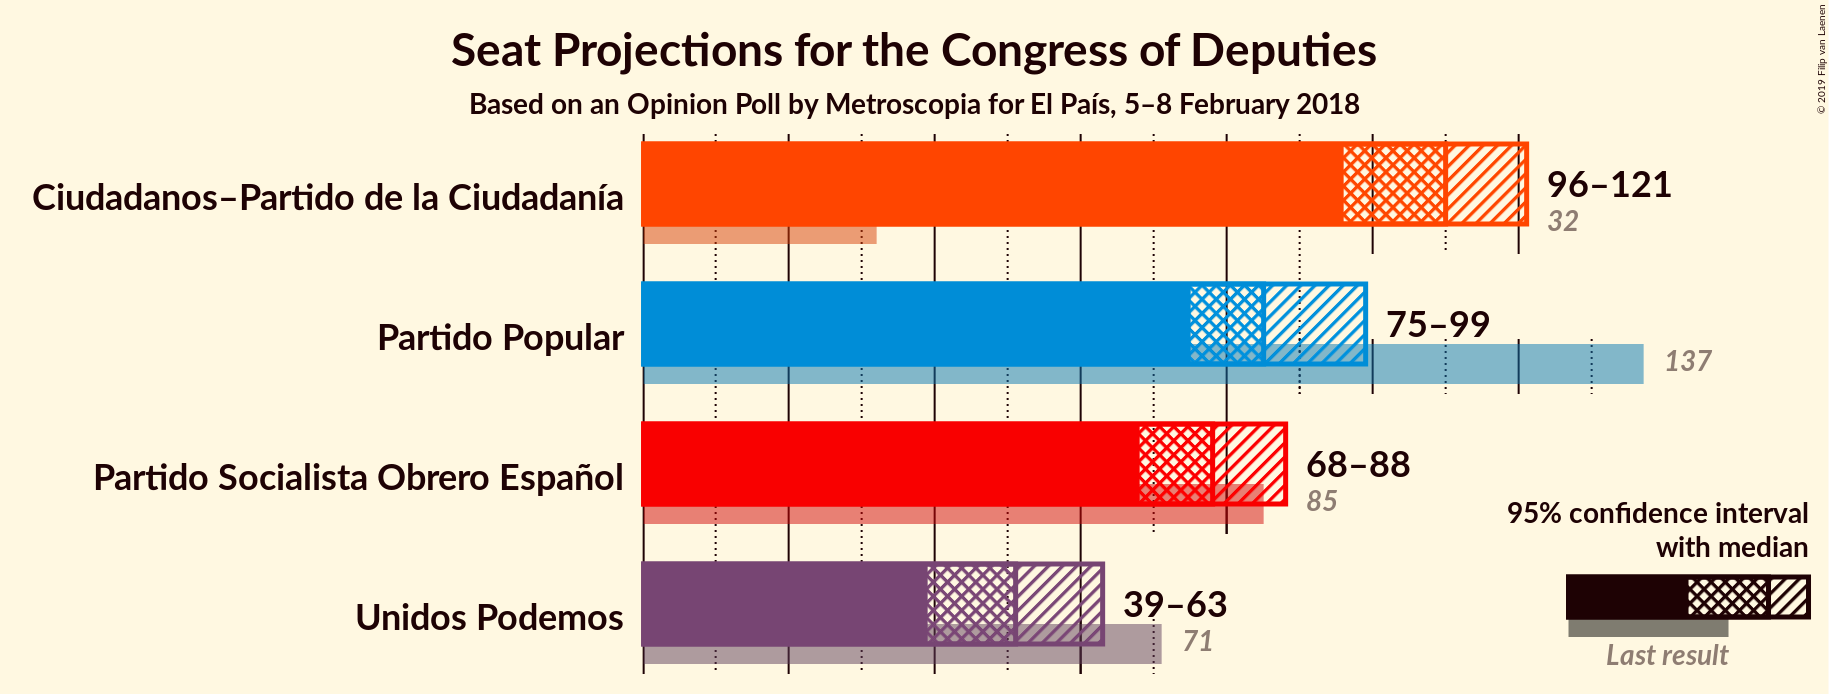 Seat Projections for the Congress of Deputies
Based on an Opinion Poll by Metroscopia for El País, 5–8 February 2018
© 2019 Filip van Laenen
Ciudadanos–Partido de la Ciudadanía
96–121
32
Partido Popular
75–99
137
Partido Socialista Obrero Español
68–88
85
Unidos Podemos
39–63
71
95% confidence interval
with median
Last result